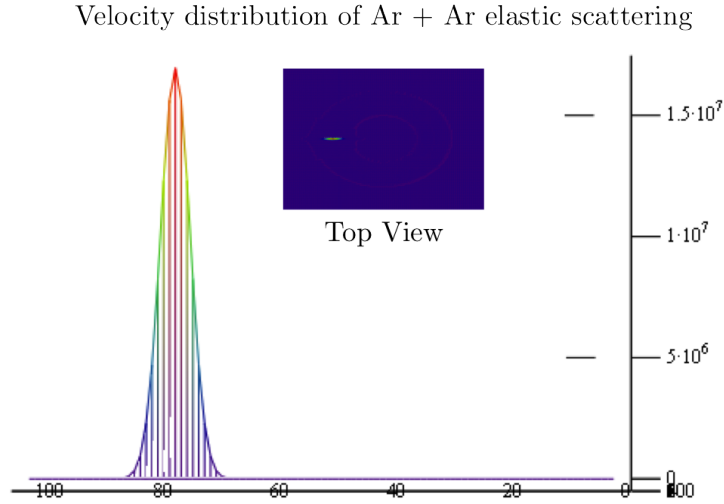 Velocity distribution of Ar + Ar elastic scattering
1.5·10⁷
Top View
1·10⁷
5·10⁶
0
100 80 60 40 20 0